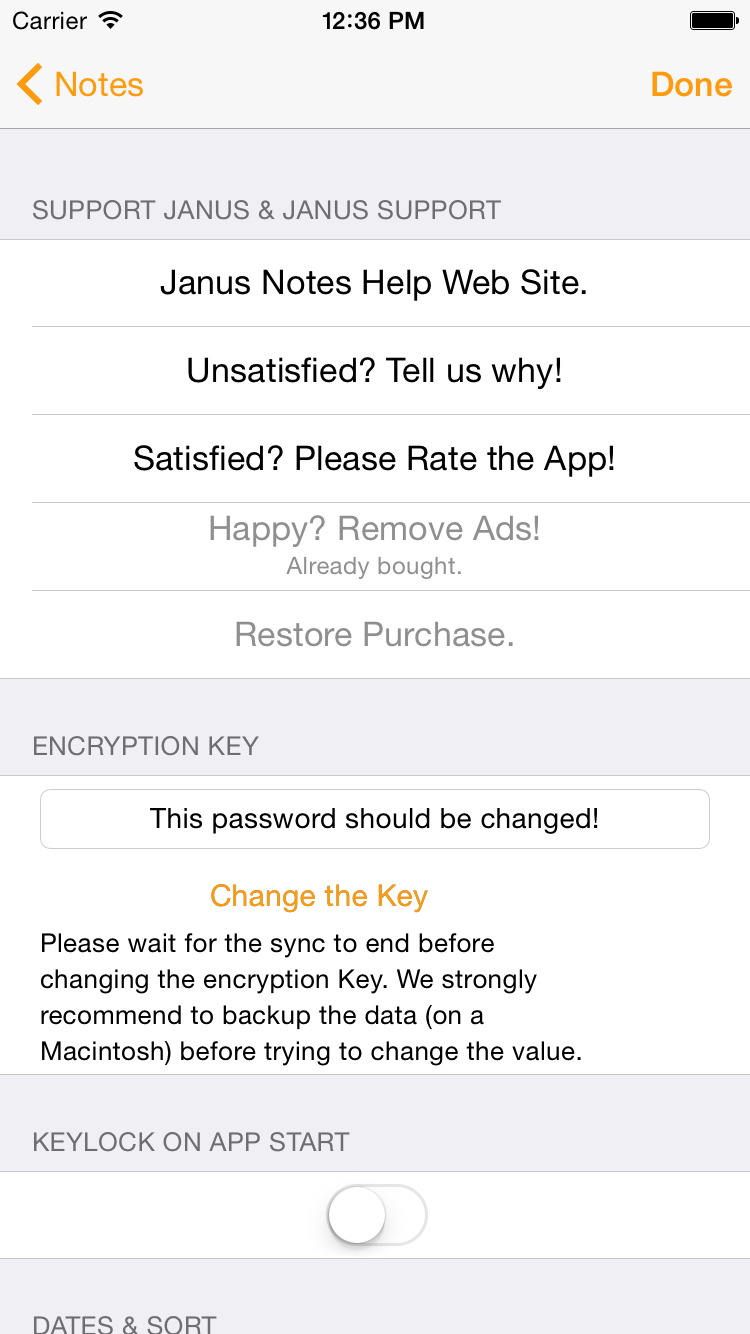 Carrier 12:36 PM
Notes Done
SUPPORT JANUS & JANUS SUPPORT
Janus Notes Help Web Site.
Unsatisfied? Tell us why!
Satisfied? Please Rate the App!
Happy? Remove Ads!
Already bought.
Restore Purchase.
ENCRYPTION KEY
This password should be changed!
Change the Key
Please wait for the sync to end before
changing the encryption Key. We strongly
recommend to backup the data (on a
Macintosh) before trying to change the value.
KEYLOCK ON APP START
DATES & SORT